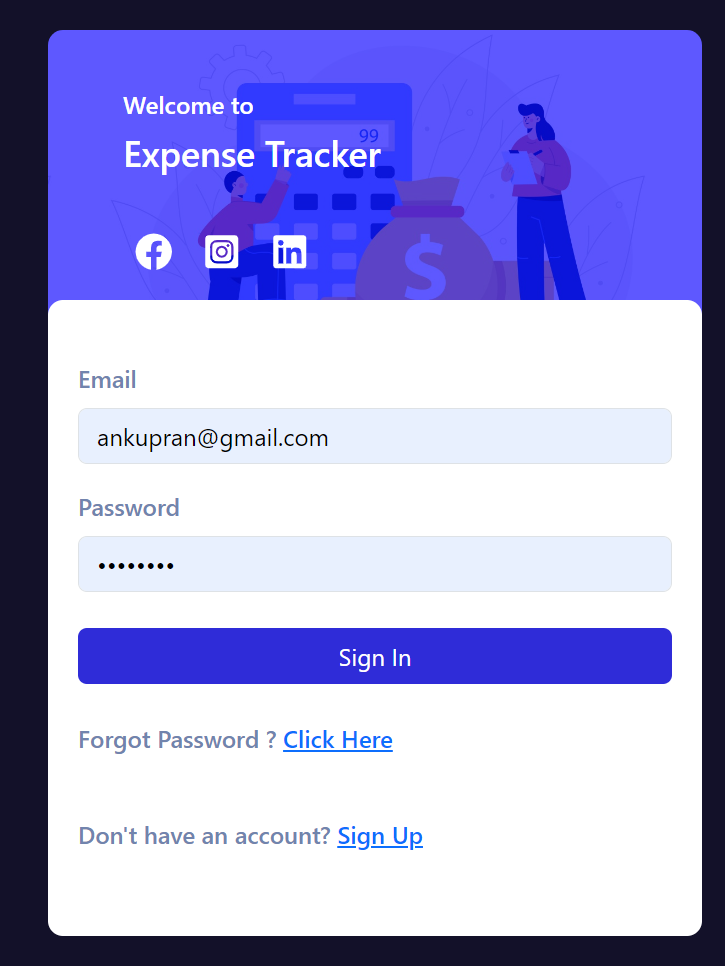 Welcome to
99
Expense Tracker
in
$
Email
ankupran@gmail.com
Password
••••••••
Sign In
Forgot Password ? Click Here
Don't have an account? Sign Up